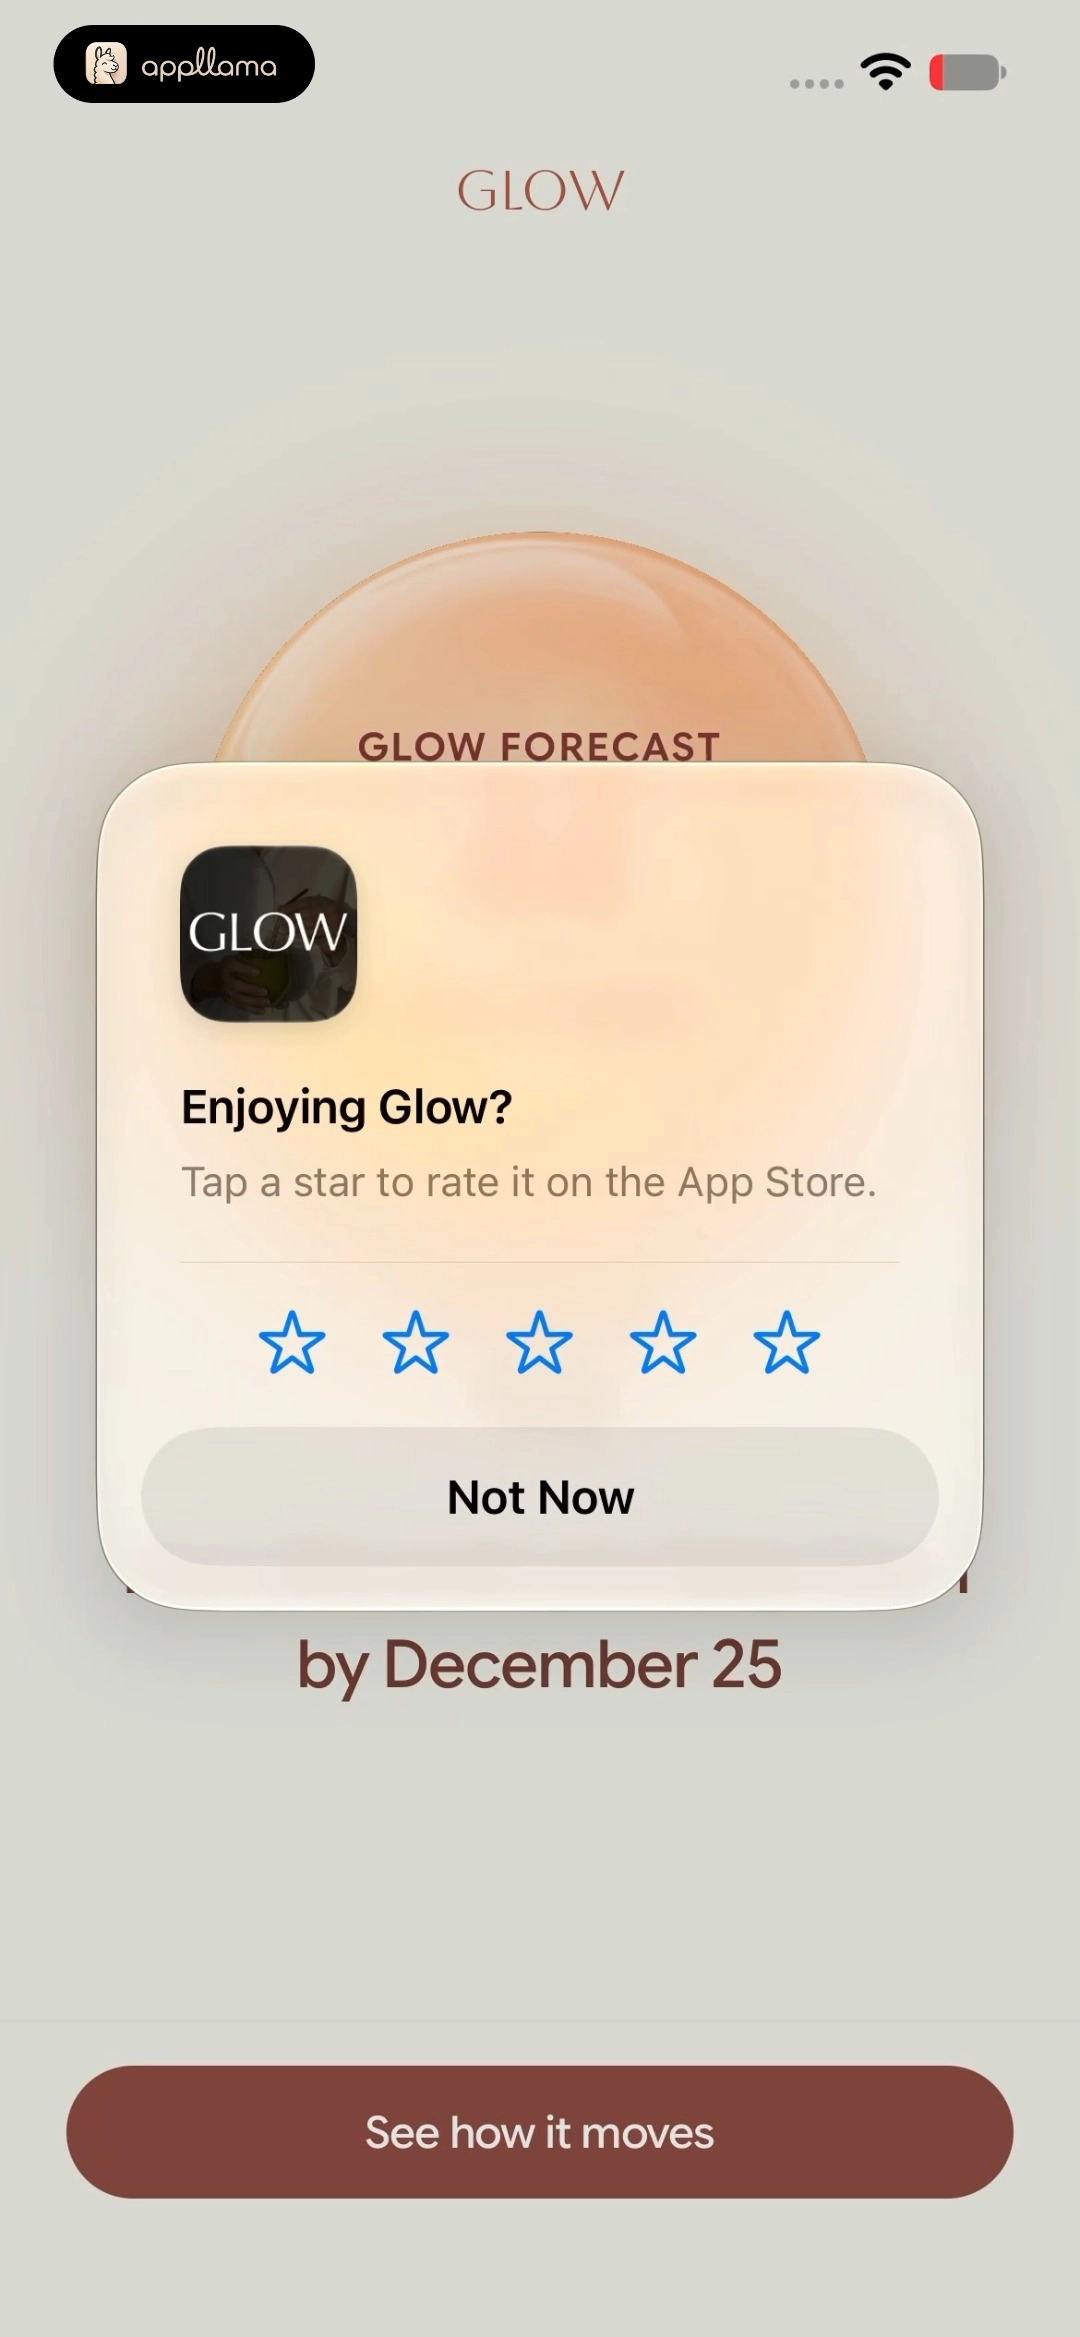 appllama
GLOW
GLOW FORECAST
GLOW
Enjoying Glow?
Tap a star to rate it on the App Store.
Not Now
by December 25
See how it moves